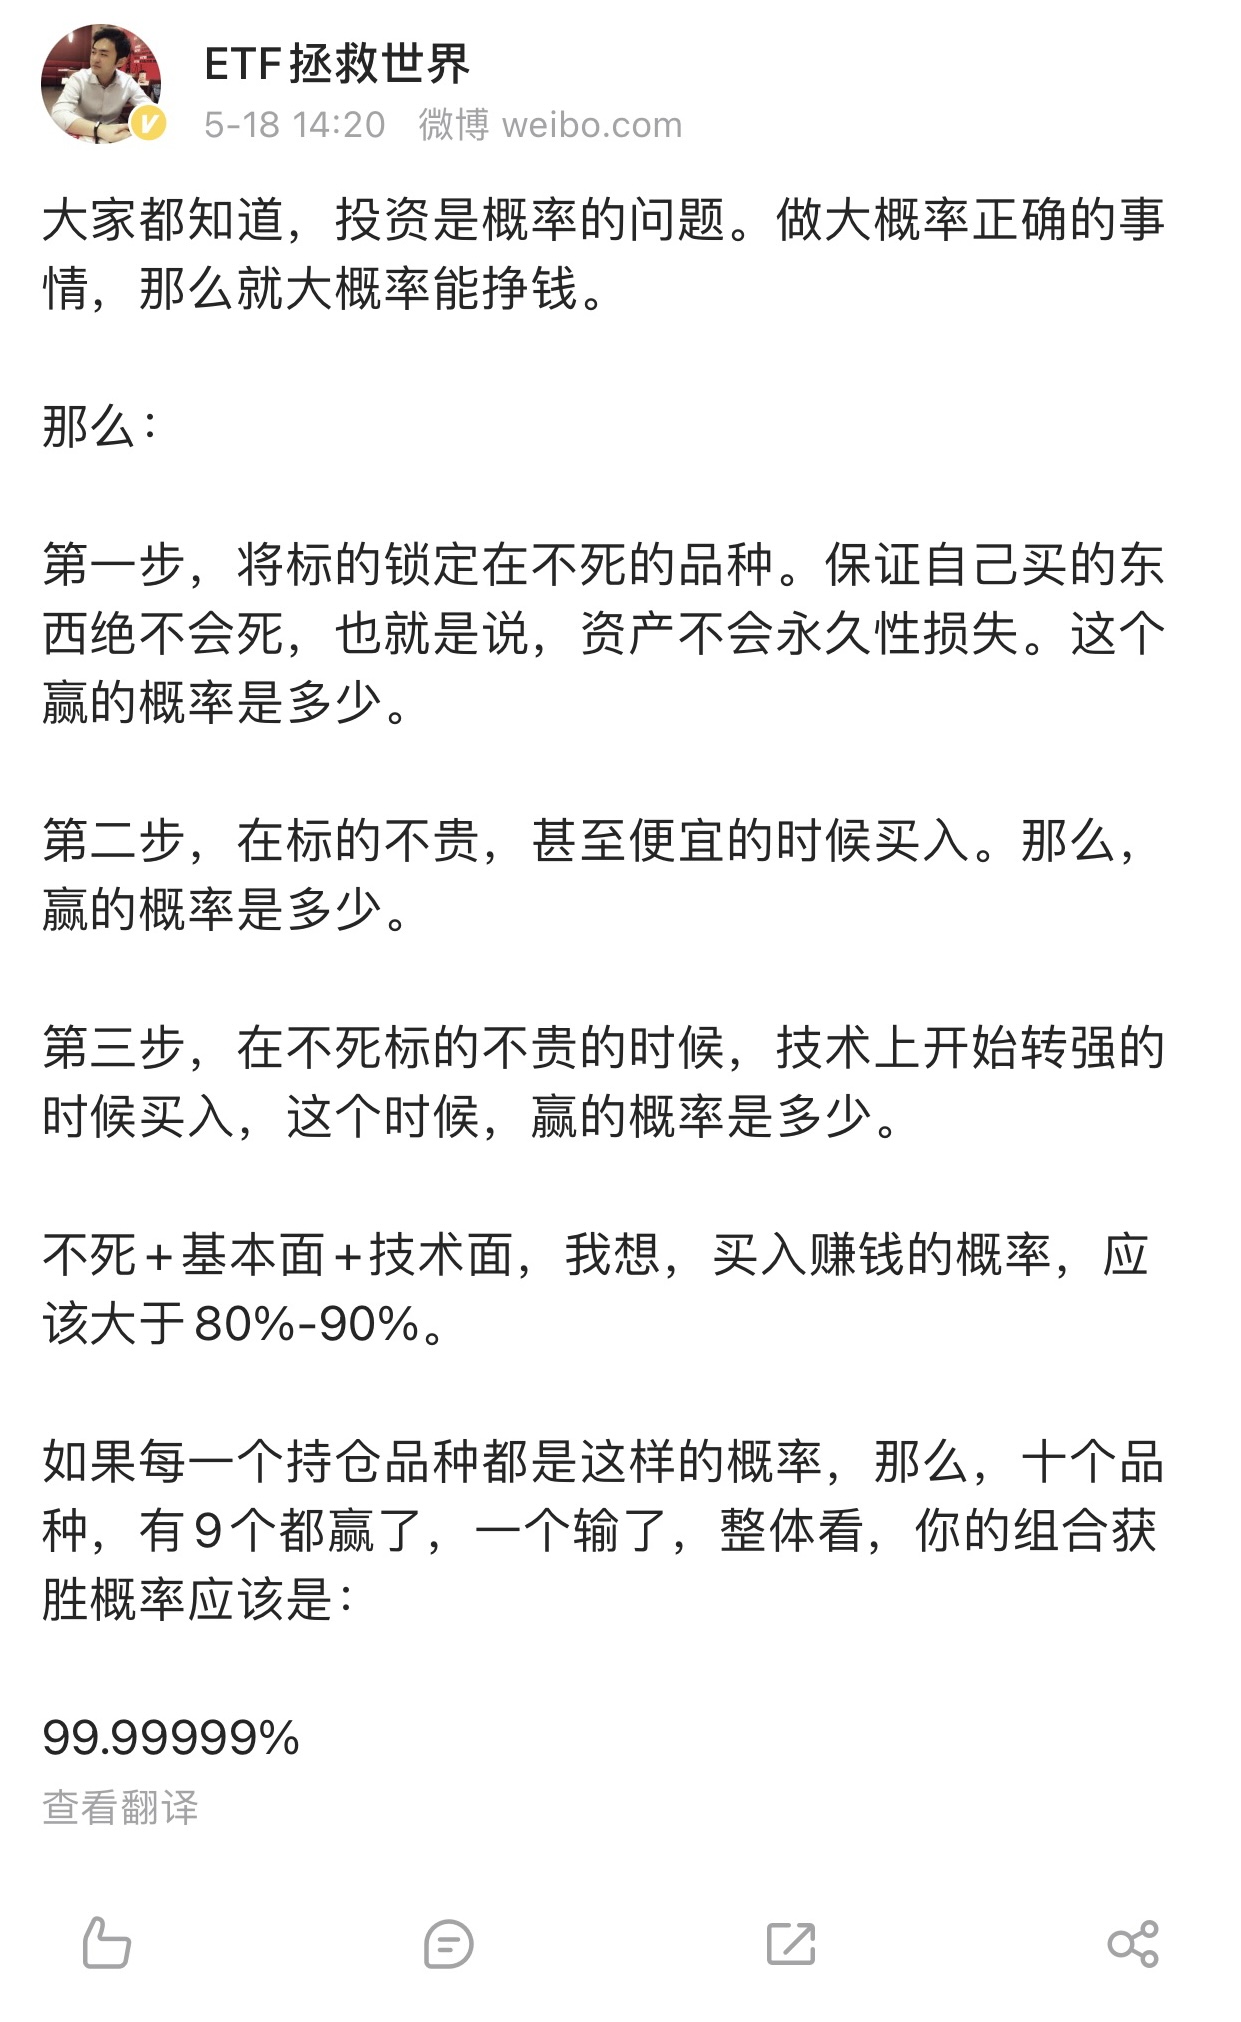 ETF拯救世界
5-18 14:20 微博 weibo.com
大家都知道，投资是概率的问题。做大概率正确的事
情，那么就大概率能挣钱。
那么：
第一步，将标的锁定在不死的品种。保证自己买的东
西绝不会死，也就是说，资产不会永久性损失。这个
赢的概率是多少。
第二步，在标的不贵，甚至便宜的时候买入。那么，
赢的概率是多少。
第三步，在不死标的不贵的时候，技术上开始转强的
时候买入，这个时候，赢的概率是多少。
不死+基本面+技术面，我想，买入赚钱的概率，应
该大于80%-90%。
如果每一个持仓品种都是这样的概率，那么，十个品
种，有9个都赢了，一个输了，整体看，你的组合获
胜概率应该是：
99.99999%
查看翻译